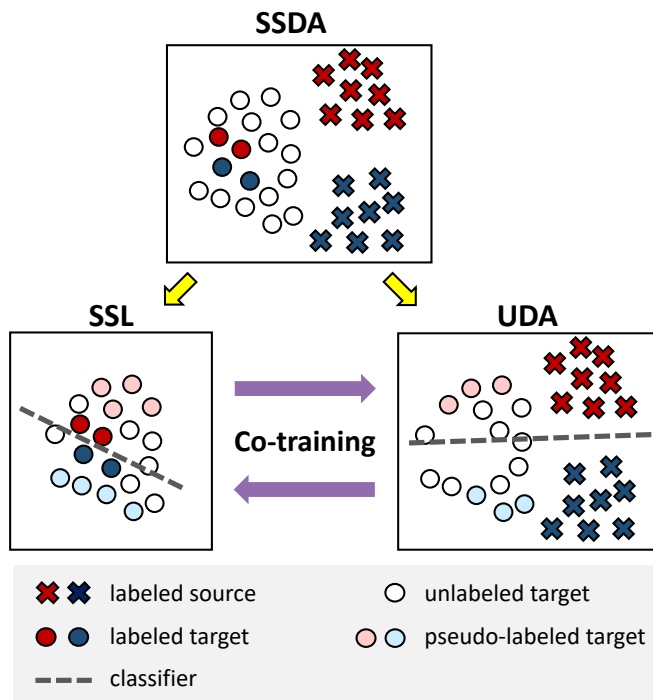 SSDA
SSL
UDA
Co-training
labeled source
unlabeled target
labeled target
pseudo-labeled target
classifier